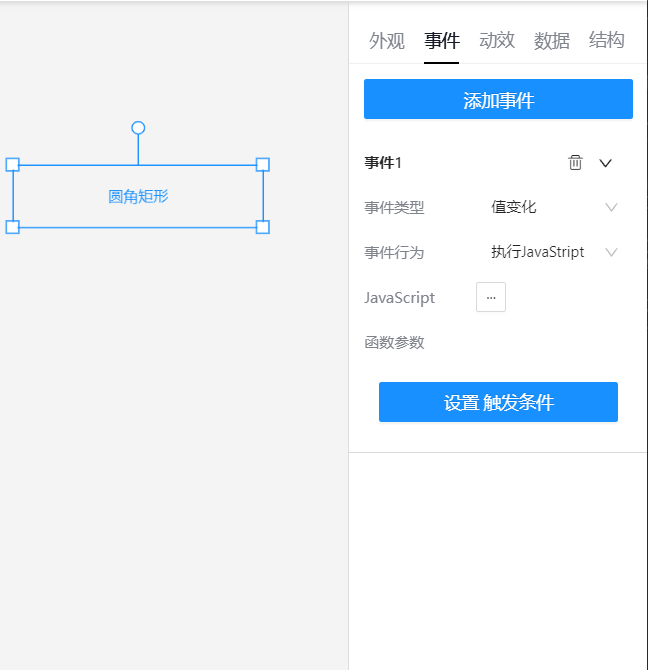 外观 事件 动效 数据 结构
添加事件
圆角矩形
事件1
事件类型 值变化
事件行为 执行JavaStript
JavaScript ...
函数参数
设置 触发条件